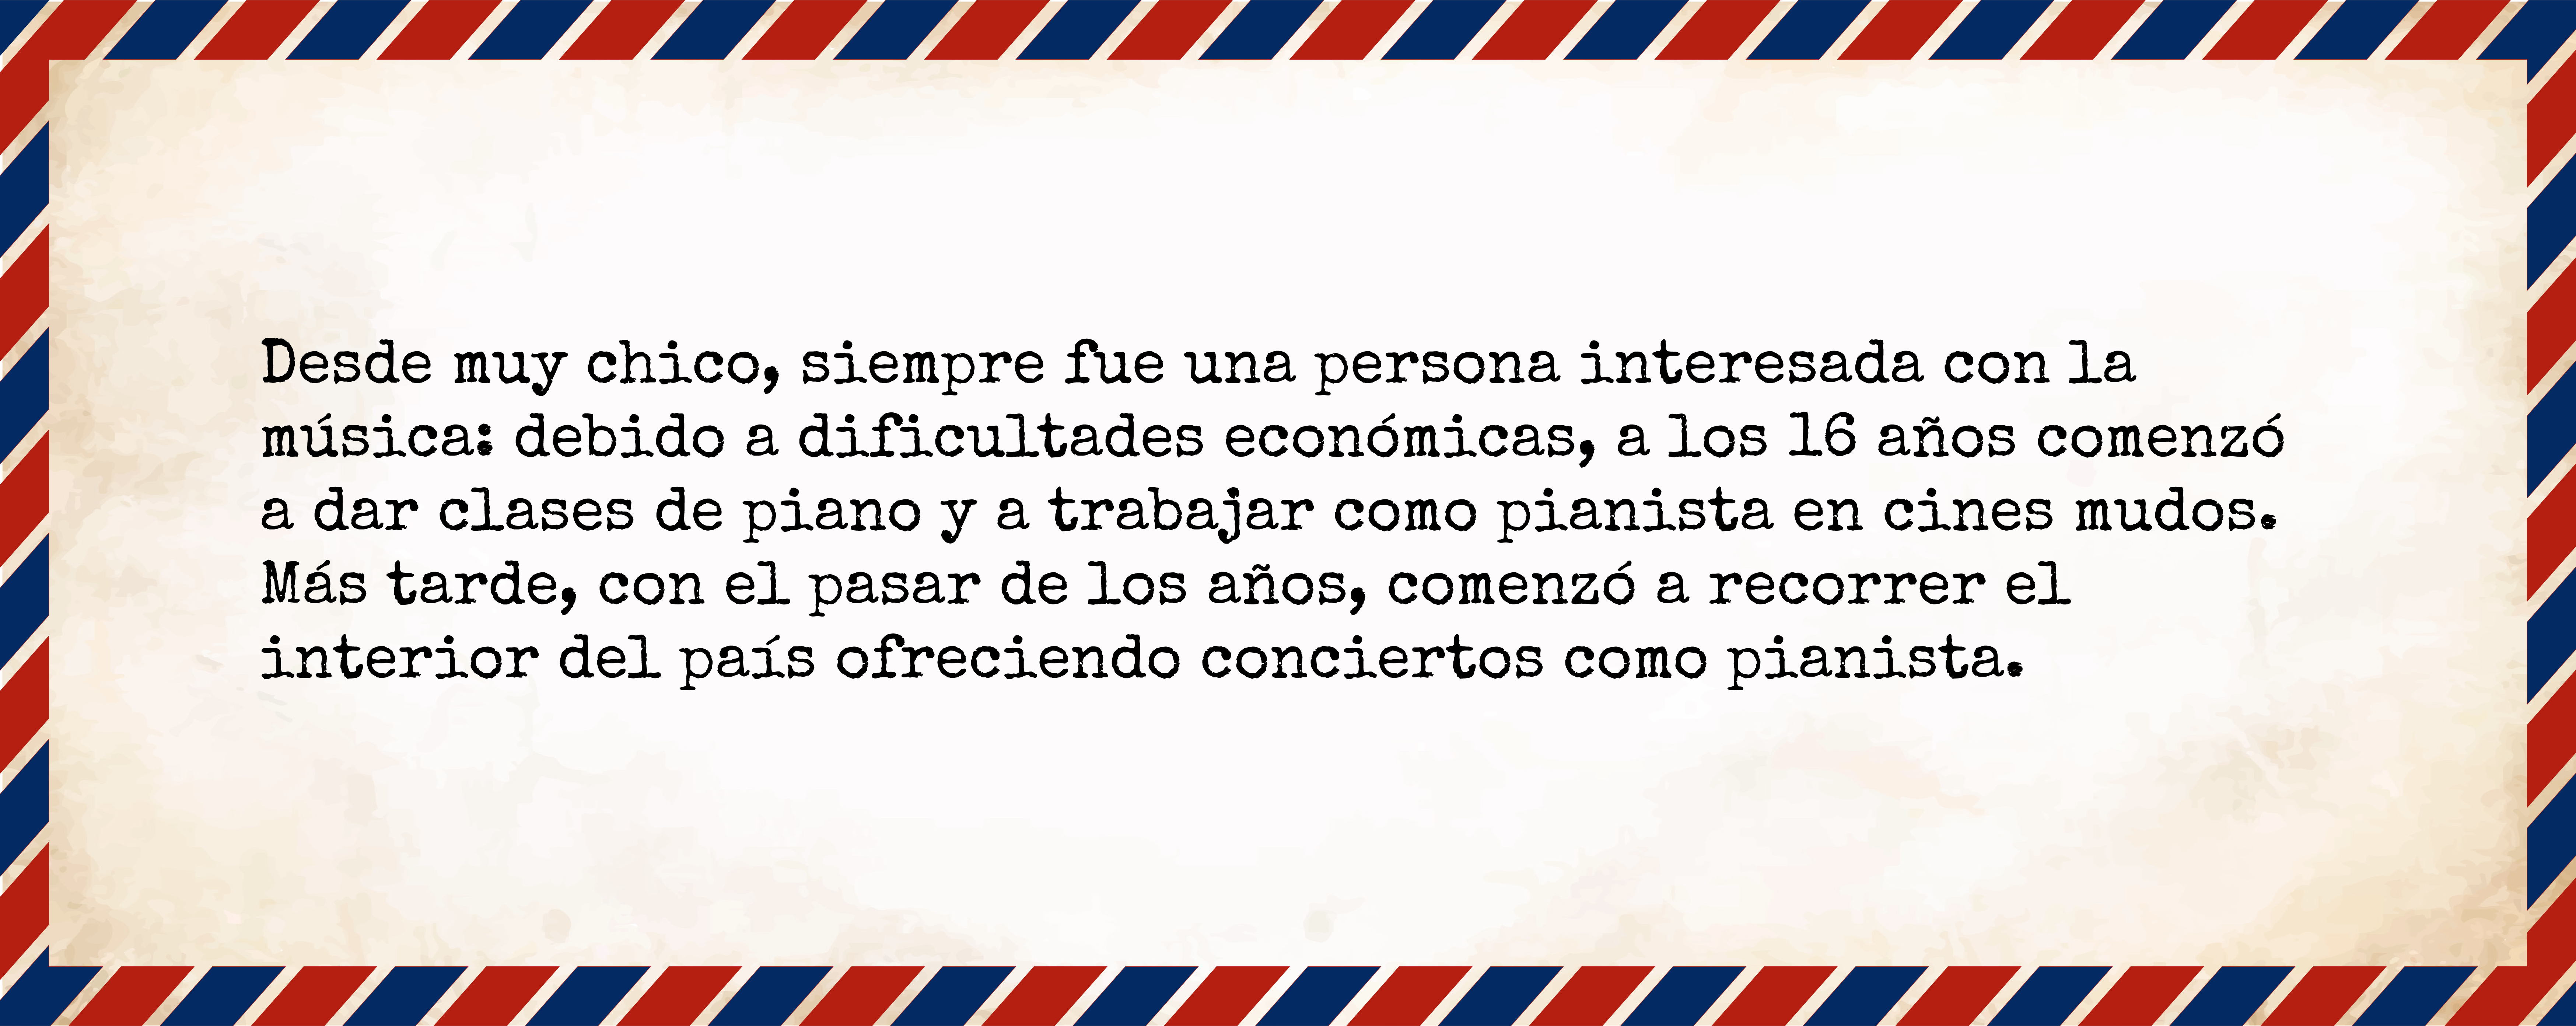 Desde muy chico, siempre fue una persona interesada con la
música: debido a dificultades económicas, a los 16 años comenzó
a dar clases de piano y a trabajar como pianista en cines mudos.
Más tarde, con el pasar de los años, comenzó a recorrer el
interior del país ofreciendo conciertos como pianista.